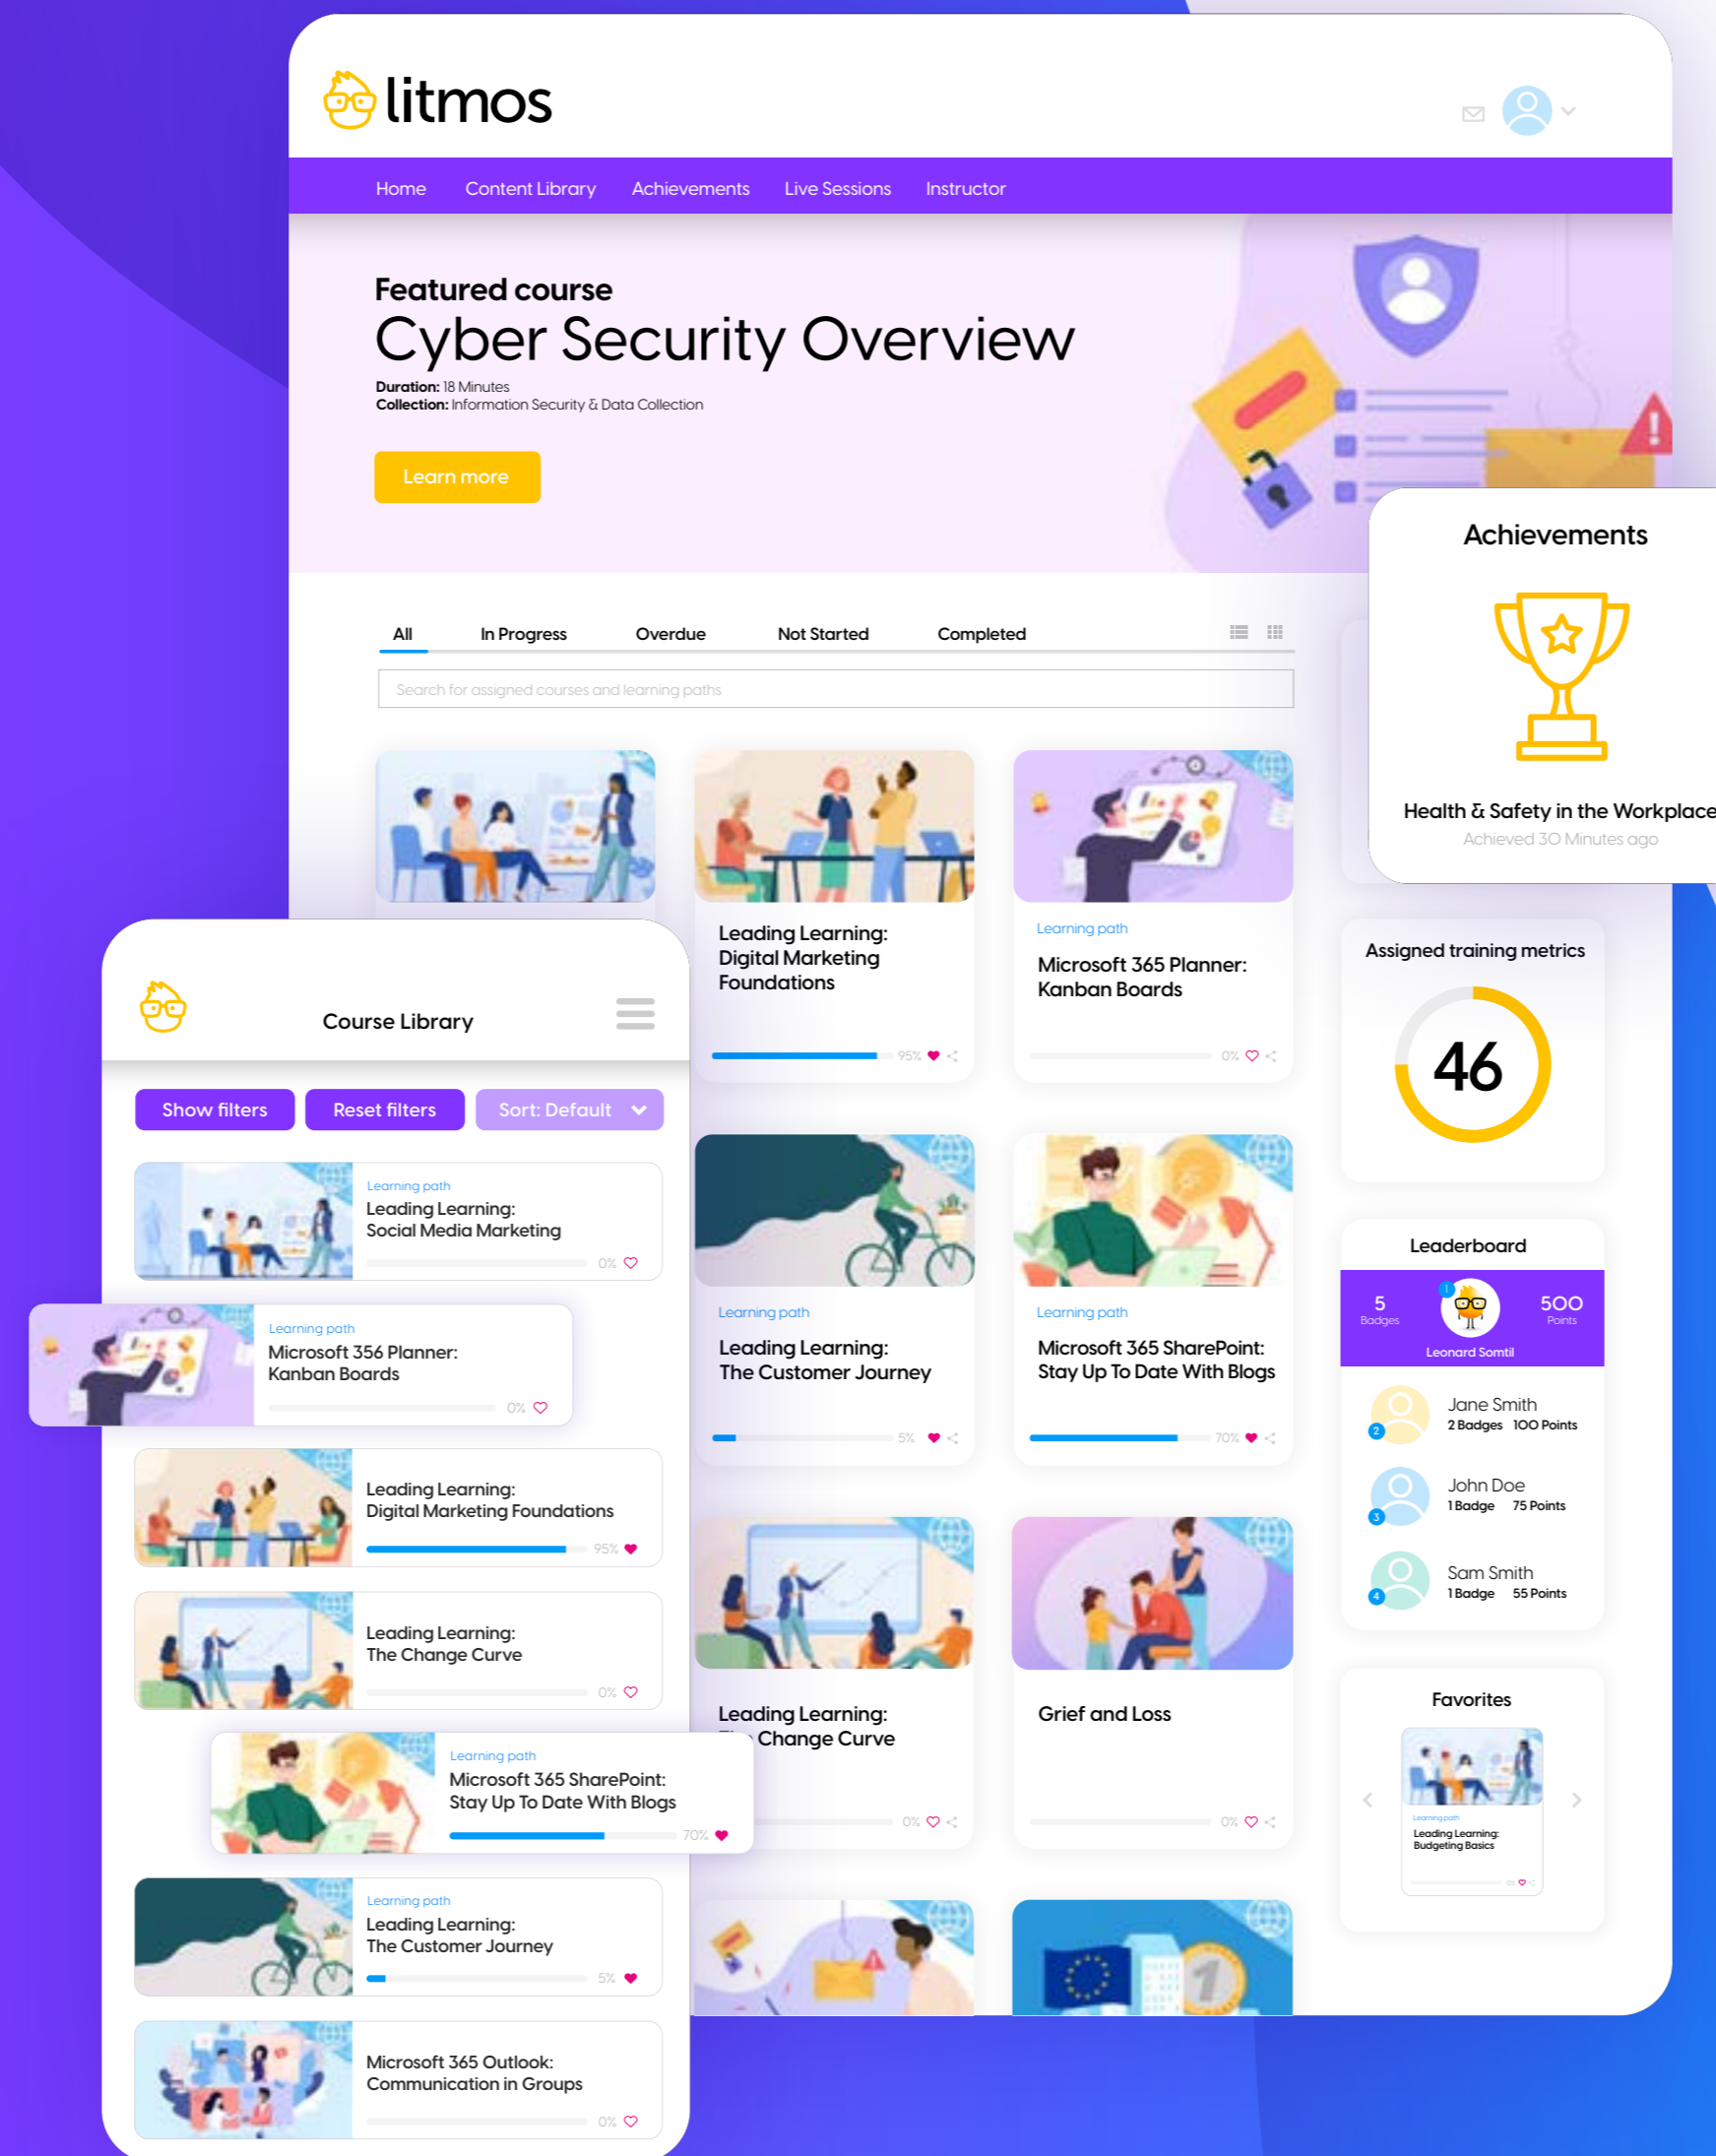 litmos
Home Content Library Achievements Live Sessions Instructor
Featured course
Cyber Security Overview
Duration: 18 Minutes
Collection: Information Security & Data Collection
Learn more
Achievements
Health & Safety in the Workplace
Achieved 30 Minutes ago
All In Progress Overdue Not Started Completed
Search for assigned courses and learning paths
Leading Learning:
Digital Marketing
Foundations
95%
Learning path
Microsoft 365 Planner:
Kanban Boards
0%
Learning path
Leading Learning:
The Customer Journey
5%
Learning path
Microsoft 365 SharePoint:
Stay Up To Date With Blogs
70%
Leading Learning:
Change Curve
0%
Grief and Loss
0%
1
Assigned training metrics
46
Leaderboard
1
5
Badges
500
Points
Leonard Somtil
2
Jane Smith
2 Badges 100 Points
3
John Doe
1 Badge 75 Points
4
Sam Smith
1 Badge 55 Points
Favorites
Learning path
Leading Learning:
Budgeting Basics
0%
Course Library
Show filters Reset filters Sort: Default
Learning path
Leading Learning:
Social Media Marketing
0%
Learning path
Microsoft 356 Planner:
Kanban Boards
0%
Leading Learning:
Digital Marketing Foundations
95%
Leading Learning:
The Change Curve
0%
Learning path
Microsoft 365 SharePoint:
Stay Up To Date With Blogs
70%
Learning path
Leading Learning:
The Customer Journey
5%
Microsoft 365 Outlook:
Communication in Groups
0%